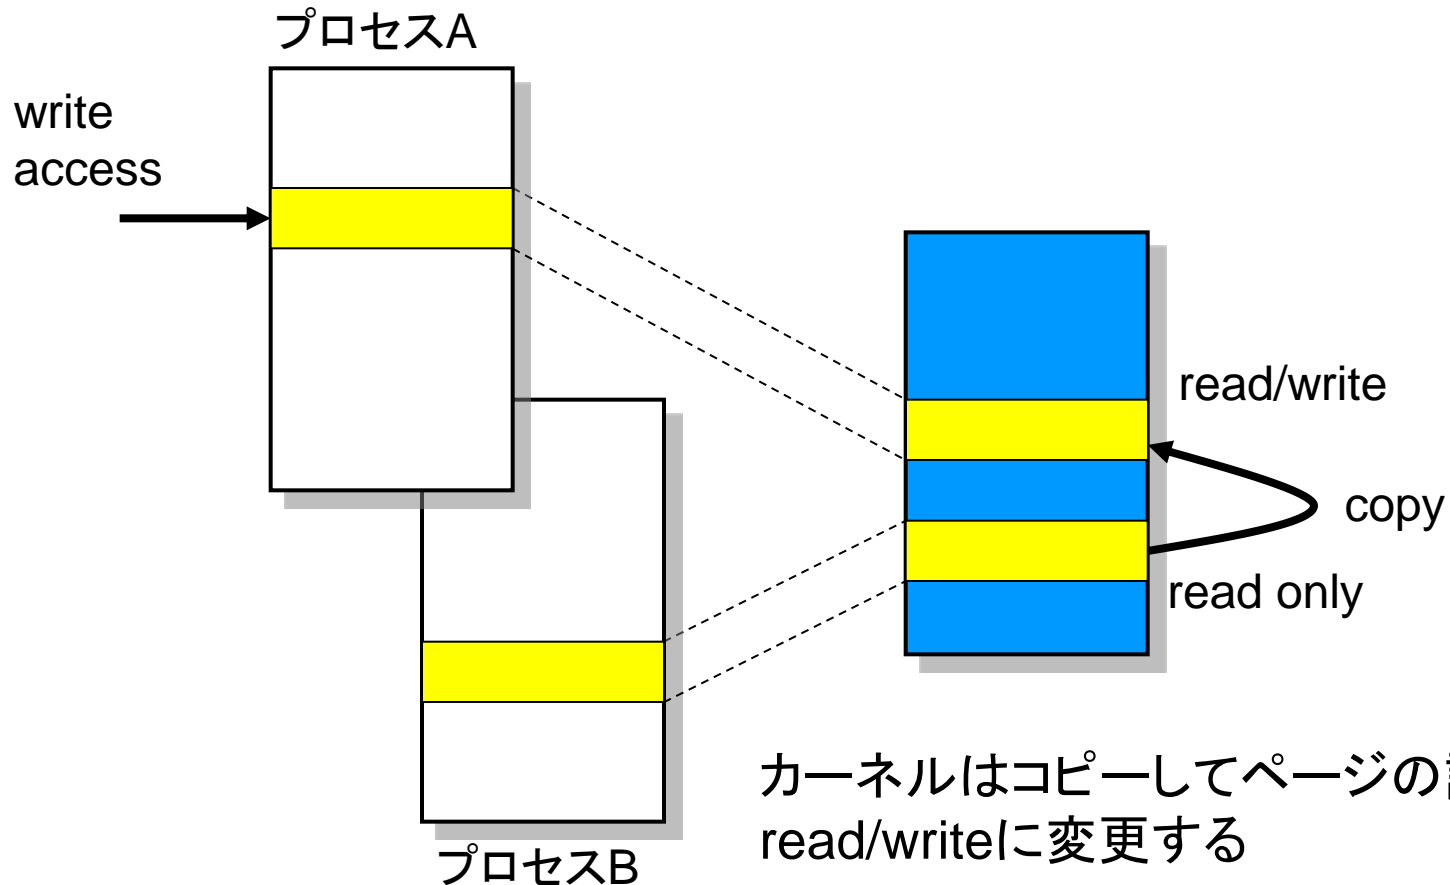 プロセスA
write
access
read/write
copy
read only
カーネルはコピーしてページの
read/writeに変更する
プロセスB